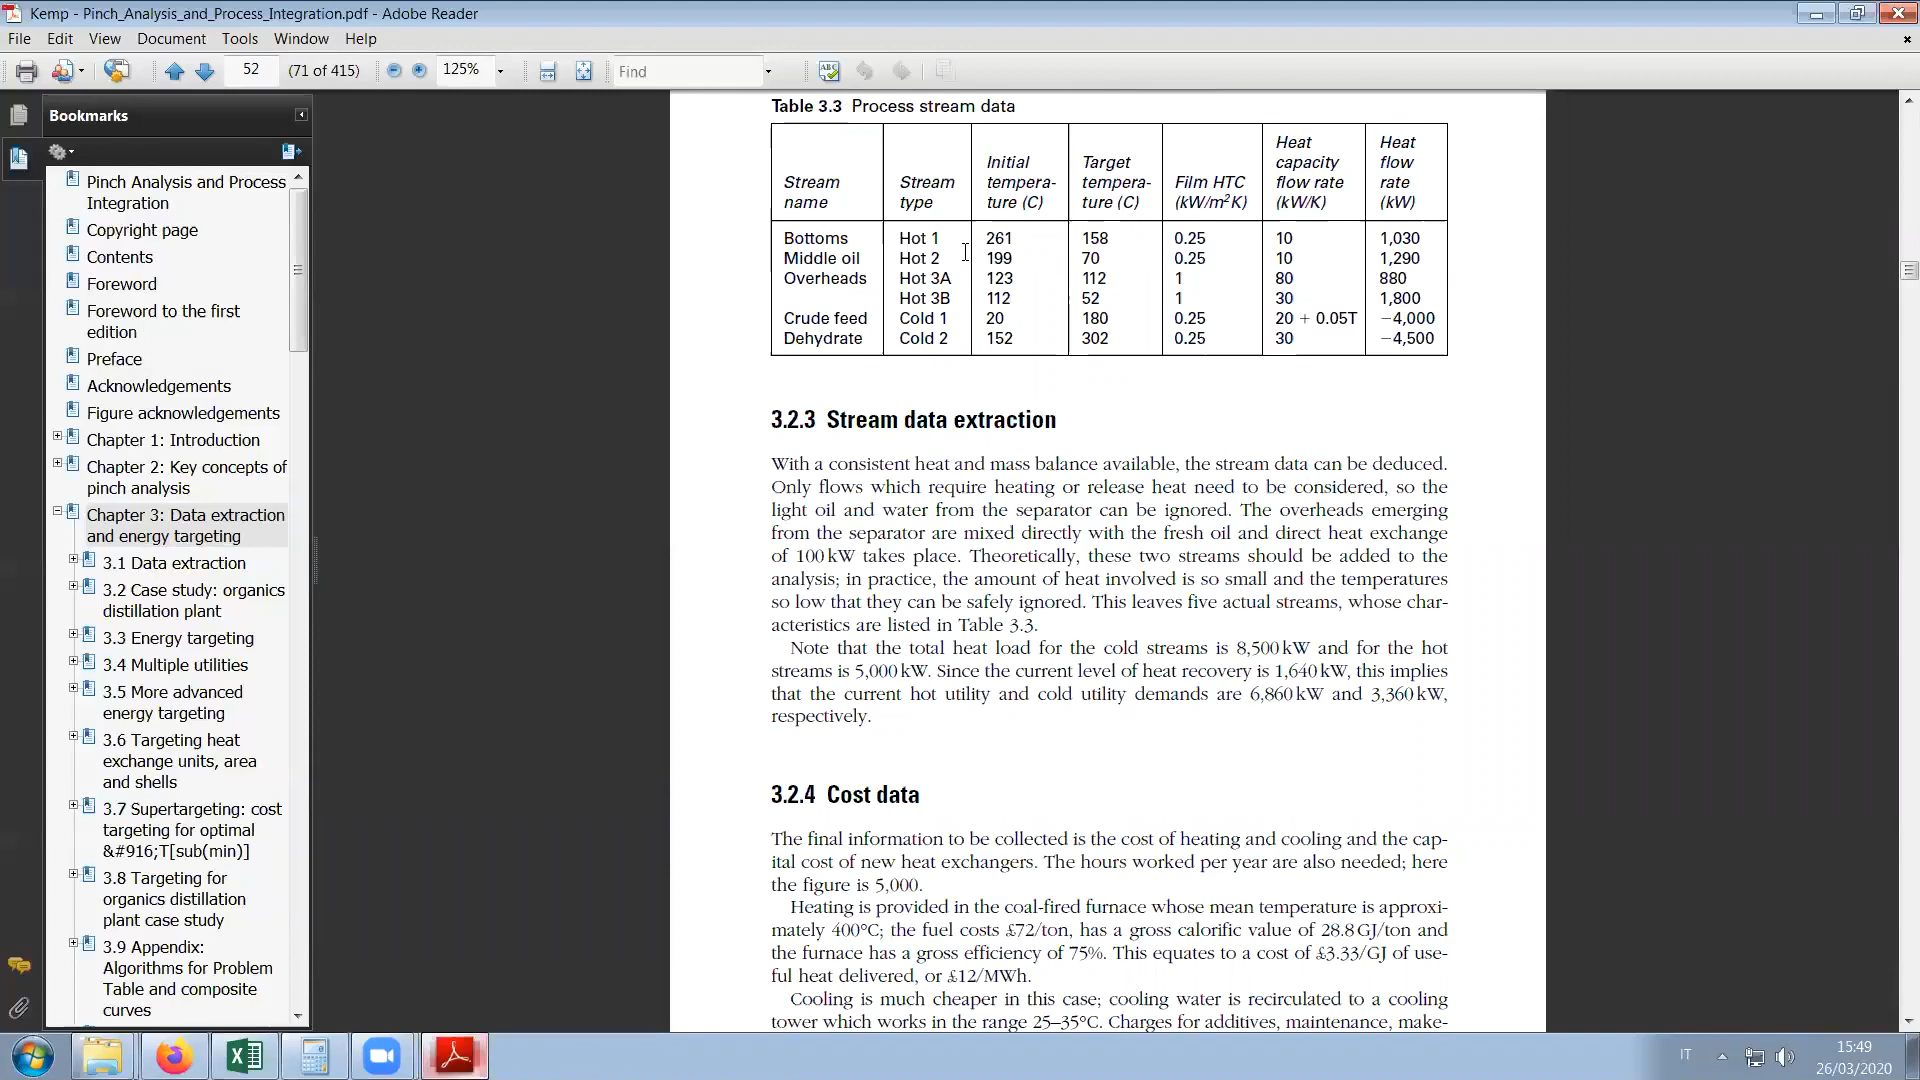 Kemp - Pinch_Analysis_and_Process_Integration.pdf - Adobe Reader
File Edit View Document Tools Window Help
52 (71 of 415) 125% Find
Bookmarks
Pinch Analysis and Process
Integration
Copyright page
Contents
Foreword
Foreword to the first
edition
Preface
Acknowledgements
Figure acknowledgements
Chapter 1: Introduction
Chapter 2: Key concepts of
pinch analysis
Chapter 3: Data extraction
and energy targeting
3.1 Data extraction
3.2 Case study: organics
distillation plant
3.3 Energy targeting
3.4 Multiple utilities
3.5 More advanced
energy targeting
3.6 Targeting heat
exchange units, area
and shells
3.7 Supertargeting: cost
targeting for optimal
&#916;T[sub(min)]
3.8 Targeting for
organics distillation
plant case study
3.9 Appendix:
Algorithms for Problem
Table and composite
curves
Table 3.3 Process stream data
Stream name | Stream type | Initial tempera-ture (C) | Target tempera-ture (C) | Film HTC (kW/m²K) | Heat capacity flow rate (kW/K) | Heat flow rate (kW)
Bottoms Hot 1 261 158 0.25 10 1,030
Middle oil Hot 2 199 70 0.25 10 1,290
Overheads Hot 3A 123 112 1 80 880
Hot 3B 112 52 1 30 1,800
Crude feed Cold 1 20 180 0.25 20 + 0.05T −4,000
Dehydrate Cold 2 152 302 0.25 30 −4,500
3.2.3 Stream data extraction
With a consistent heat and mass balance available, the stream data can be deduced.
Only flows which require heating or release heat need to be considered, so the
light oil and water from the separator can be ignored. The overheads emerging
from the separator are mixed directly with the fresh oil and direct heat exchange
of 100 kW takes place. Theoretically, these two streams should be added to the
analysis; in practice, the amount of heat involved is so small and the temperatures
so low that they can be safely ignored. This leaves five actual streams, whose char-
acteristics are listed in Table 3.3.
Note that the total heat load for the cold streams is 8,500 kW and for the hot
streams is 5,000 kW. Since the current level of heat recovery is 1,640 kW, this implies
that the current hot utility and cold utility demands are 6,860 kW and 3,360 kW,
respectively.
3.2.4 Cost data
The final information to be collected is the cost of heating and cooling and the cap-
ital cost of new heat exchangers. The hours worked per year are also needed; here
the figure is 5,000.
Heating is provided in the coal-fired furnace whose mean temperature is approxi-
mately 400°C; the fuel costs £72/ton, has a gross calorific value of 28.8 GJ/ton and
the furnace has a gross efficiency of 75%. This equates to a cost of £3.33/GJ of use-
ful heat delivered, or £12/MWh.
Cooling is much cheaper in this case; cooling water is recirculated to a cooling
tower which works in the range 25–35°C. Charges for additives, maintenance, make-
IT
15:49
26/03/2020